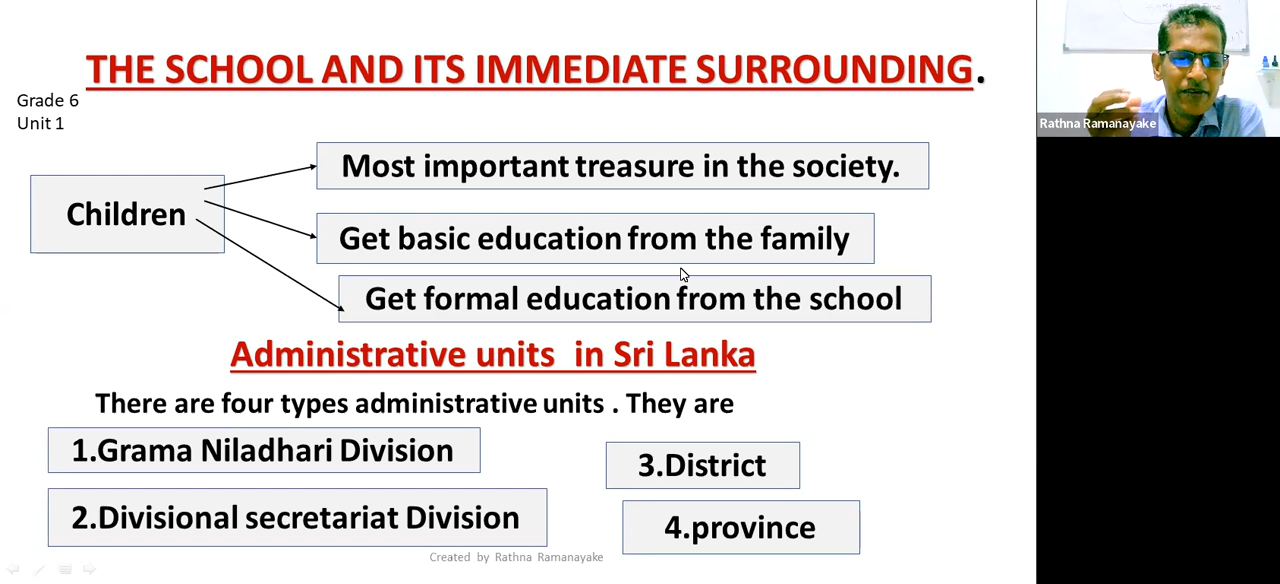 THE SCHOOL AND ITS IMMEDIATE SURROUNDING.
Grade 6
Unit 1
Children
Most important treasure in the society.
Get basic education from the family
Get formal education from the school
Administrative units in Sri Lanka
There are four types administrative units . They are
1.Grama Niladhari Division
2.Divisional secretariat Division
3.District
4.province
Created by Rathna Ramanayake
Rathna Ramanayake